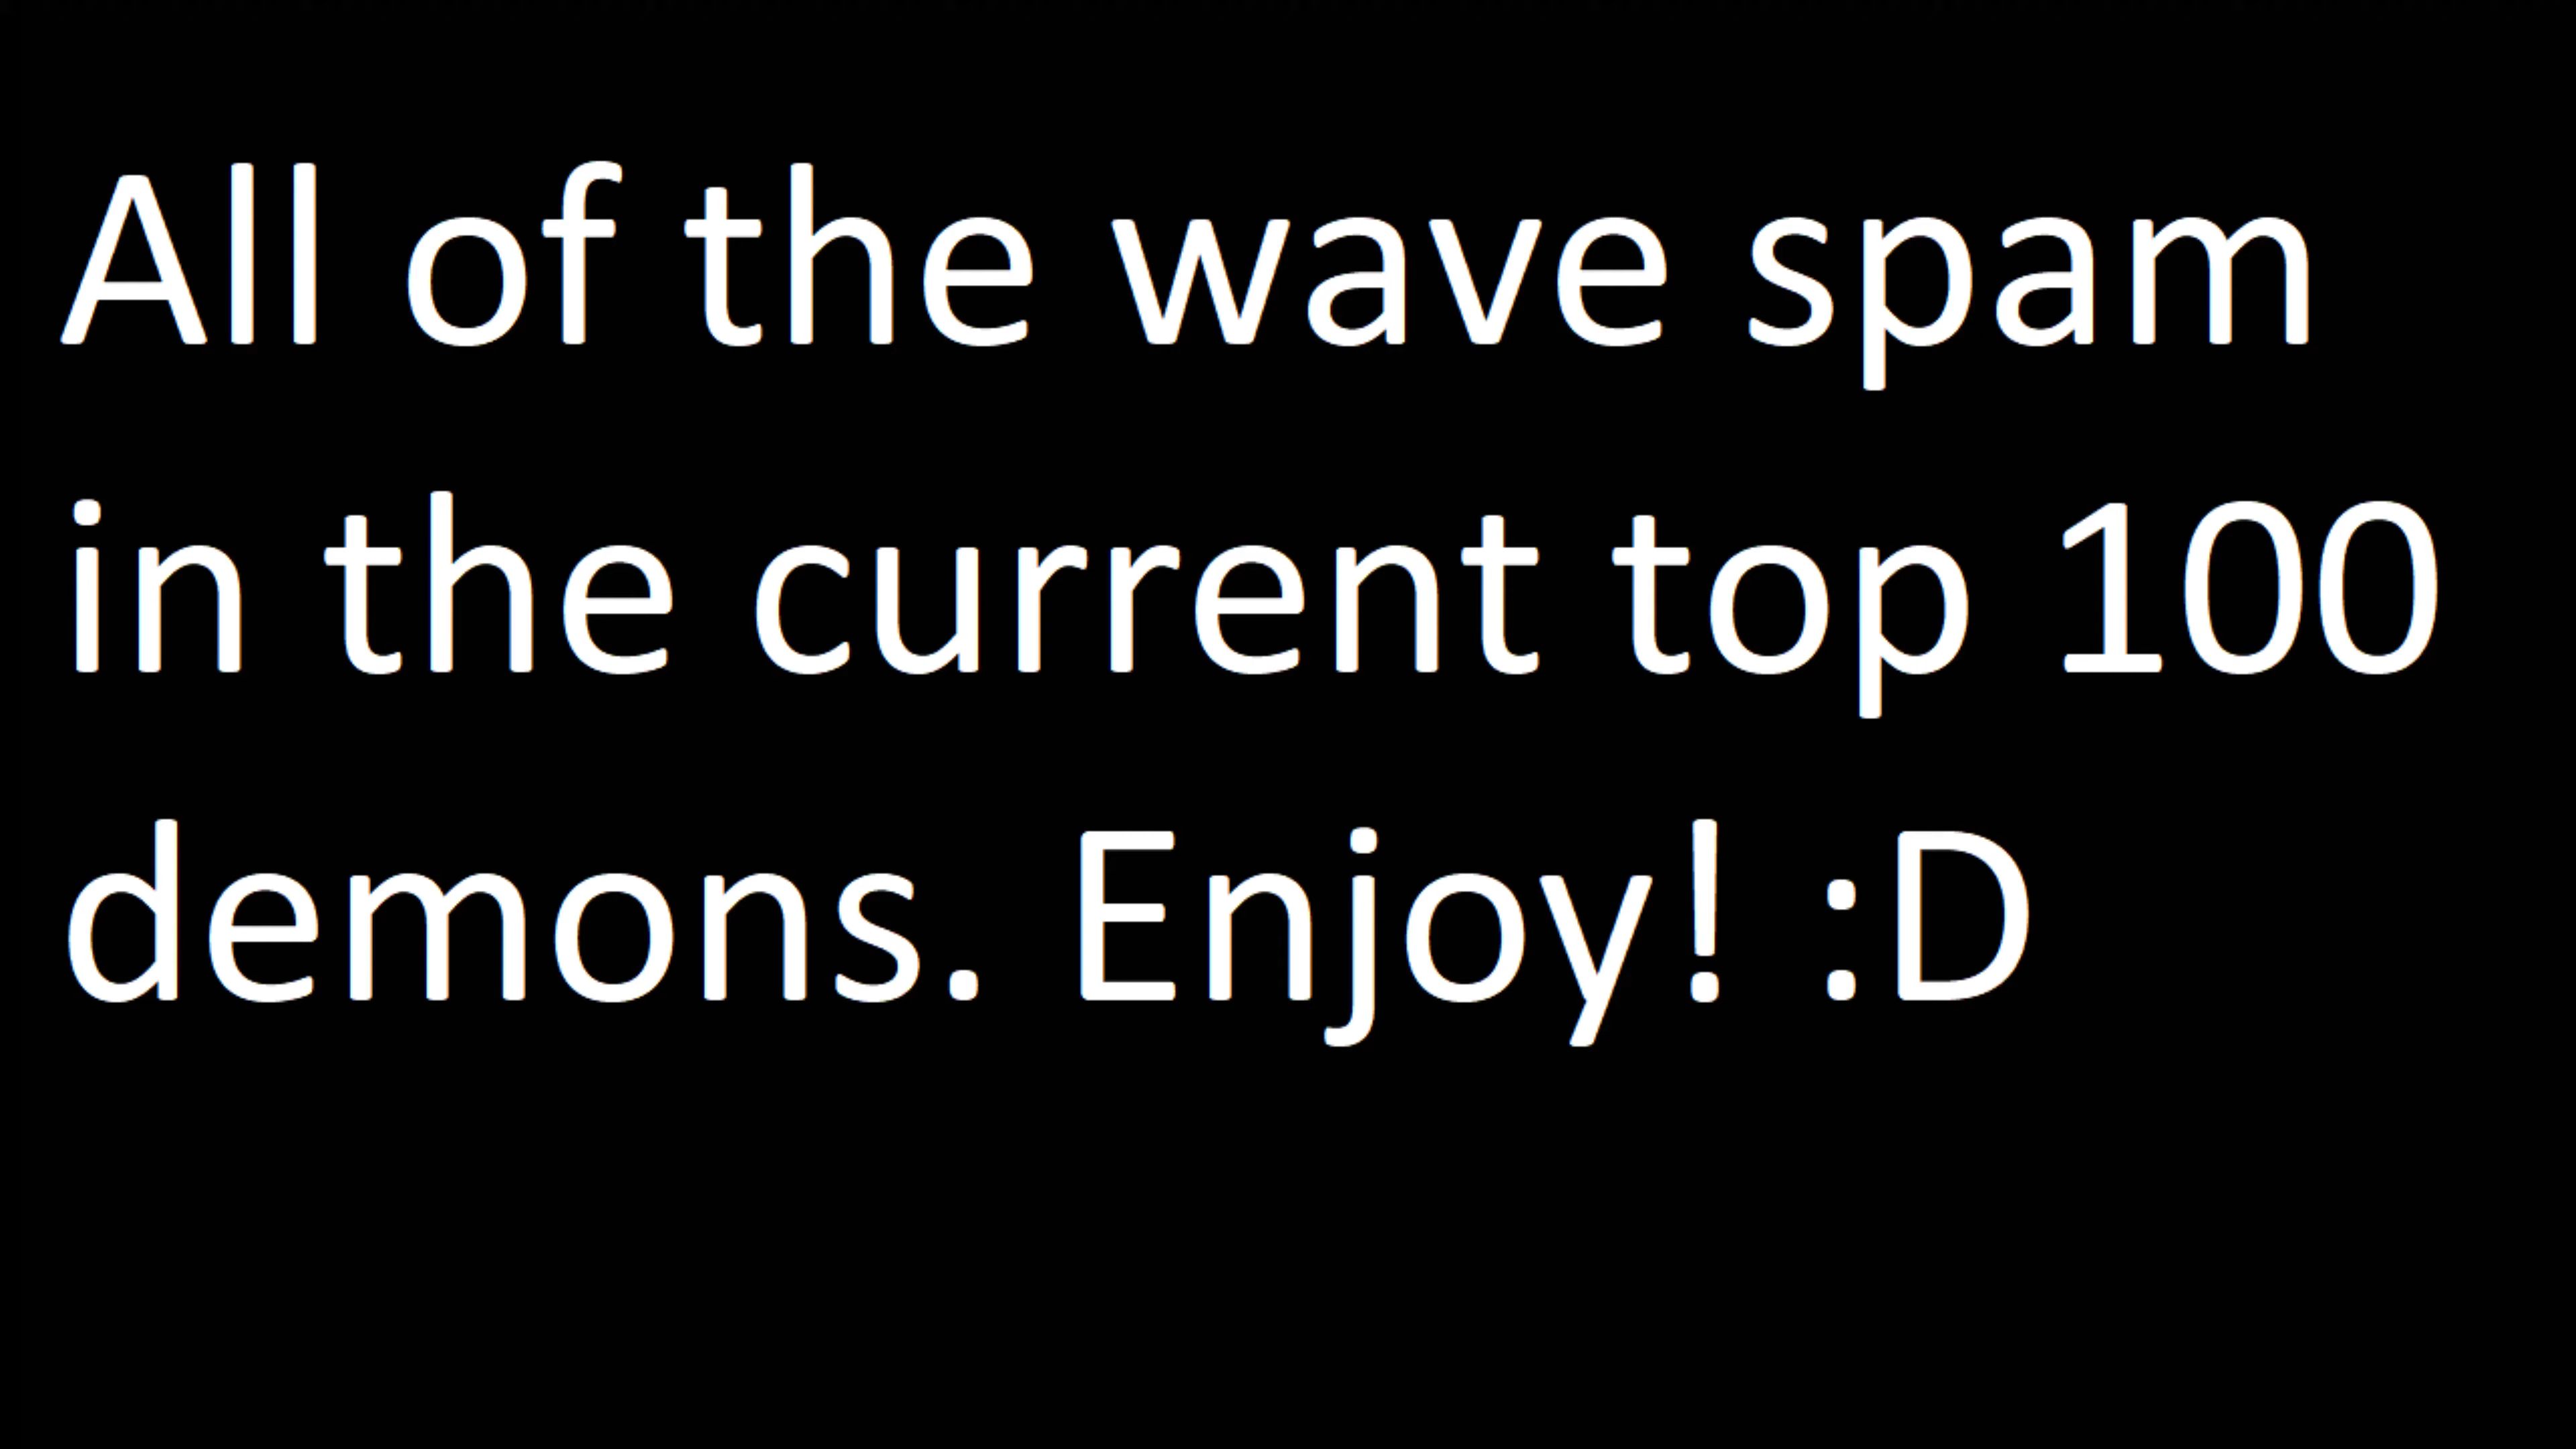 All of the wave spam
in the current top 100
demons. Enjoy! :D